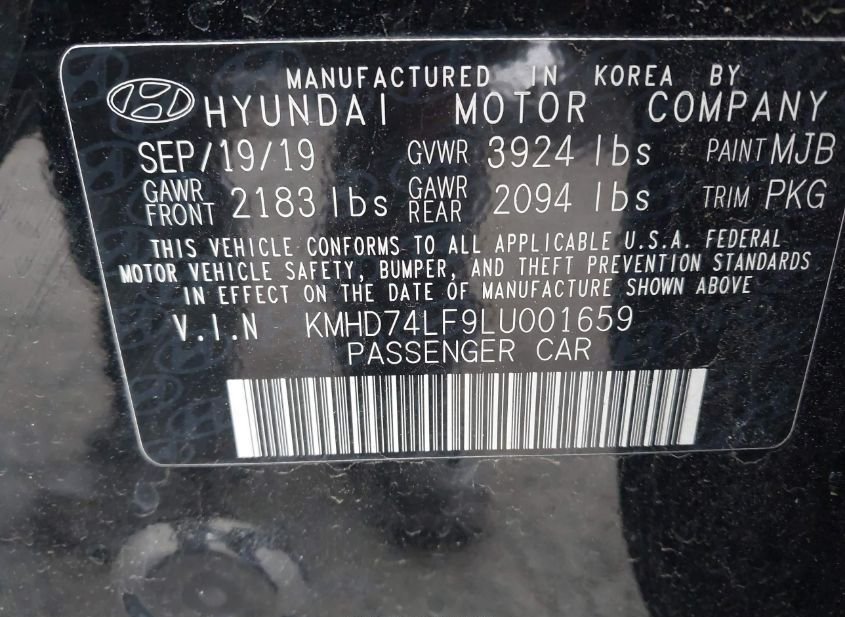 MANUFACTURED IN KOREA BY
HYUNDAI MOTOR COMPANY
SEP/19/19 GVWR 3924 lbs PAINT MJB
GAWR FRONT 2183 lbs GAWR REAR 2094 lbs TRIM PKG
THIS VEHICLE CONFORMS TO ALL APPLICABLE U.S.A. FEDERAL
MOTOR VEHICLE SAFETY, BUMPER, AND THEFT PREVENTION STANDARDS
IN EFFECT ON THE DATE OF MANUFACTURE SHOWN ABOVE
V.I.N KMHD74LF9LU001659
PASSENGER CAR